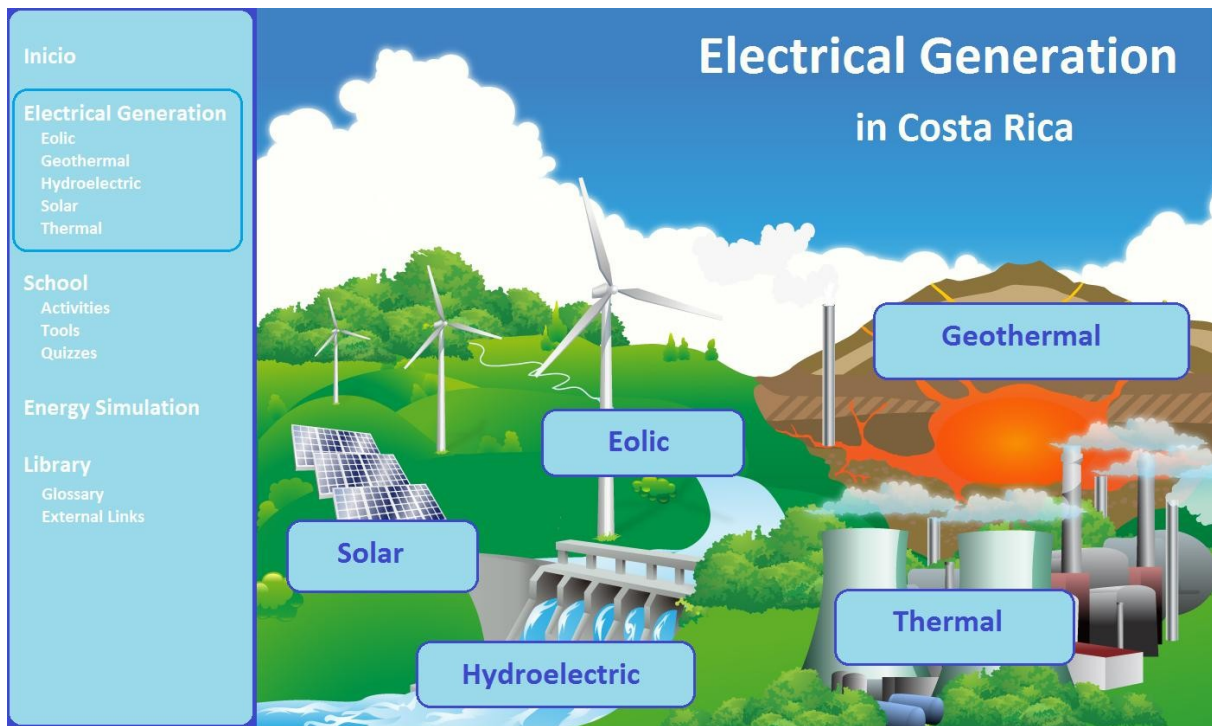 Inicio
Electrical Generation
Eolic
Geothermal
Hydroelectric
Solar
Thermal
School
Activities
Tools
Quizzes
Energy Simulation
Library
Glossary
External Links
Electrical Generation
in Costa Rica
Geothermal
Eolic
Solar
Thermal
Hydroelectric